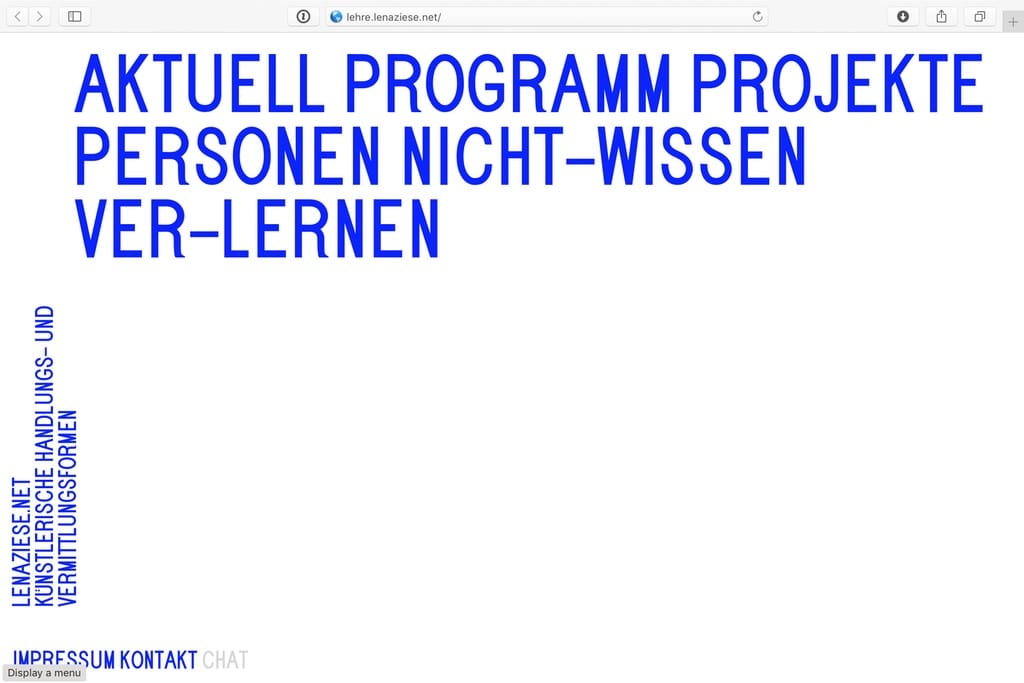 lehre.lenaziese.net/
AKTUELL PROGRAMM PROJEKTE
PERSONEN NICHT–WISSEN
VER–LERNEN
LENAZIESE.NET
KÜNSTLERISCHE HANDLUNGS- UND
VERMITTLUNGSFORMEN
IMPRESSUM KONTAKT CHAT
Display a menu